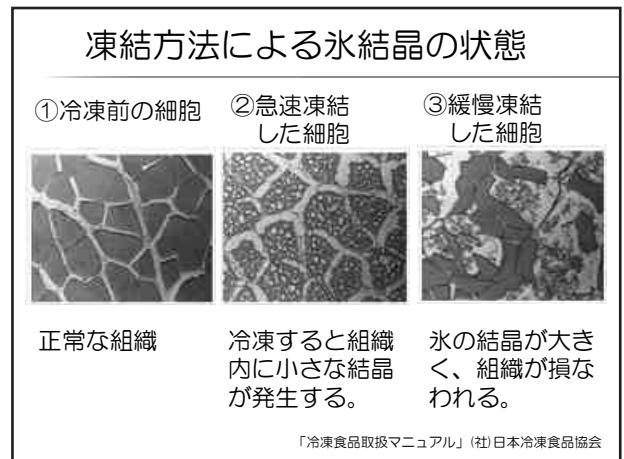 凍結方法による氷結晶の状態
①冷凍前の細胞
②急速凍結
した細胞
③緩慢凍結
した細胞
正常な組織
冷凍すると組織
内に小さな結晶
が発生する。
氷の結晶が大き
く、組織が損な
われる。
「冷凍食品取扱マニュアル」(社)日本冷凍食品協会